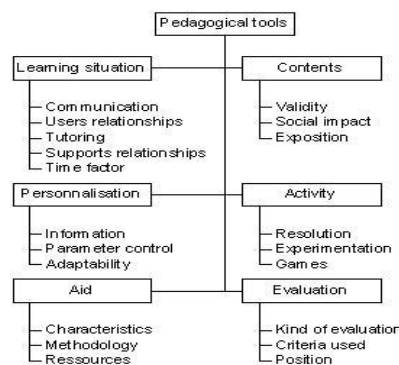 Pedagogical tools
Learning situation
Communication
Users relationships
Tutoring
Supports relationships
Time factor
Contents
Validity
Social impact
Exposition
Personnalisation
Information
Parameter control
Adaptability
Activity
Resolution
Experimentation
Games
Aid
Characteristics
Methodology
Ressources
Evaluation
Kind of evaluation
Criteria used
Position